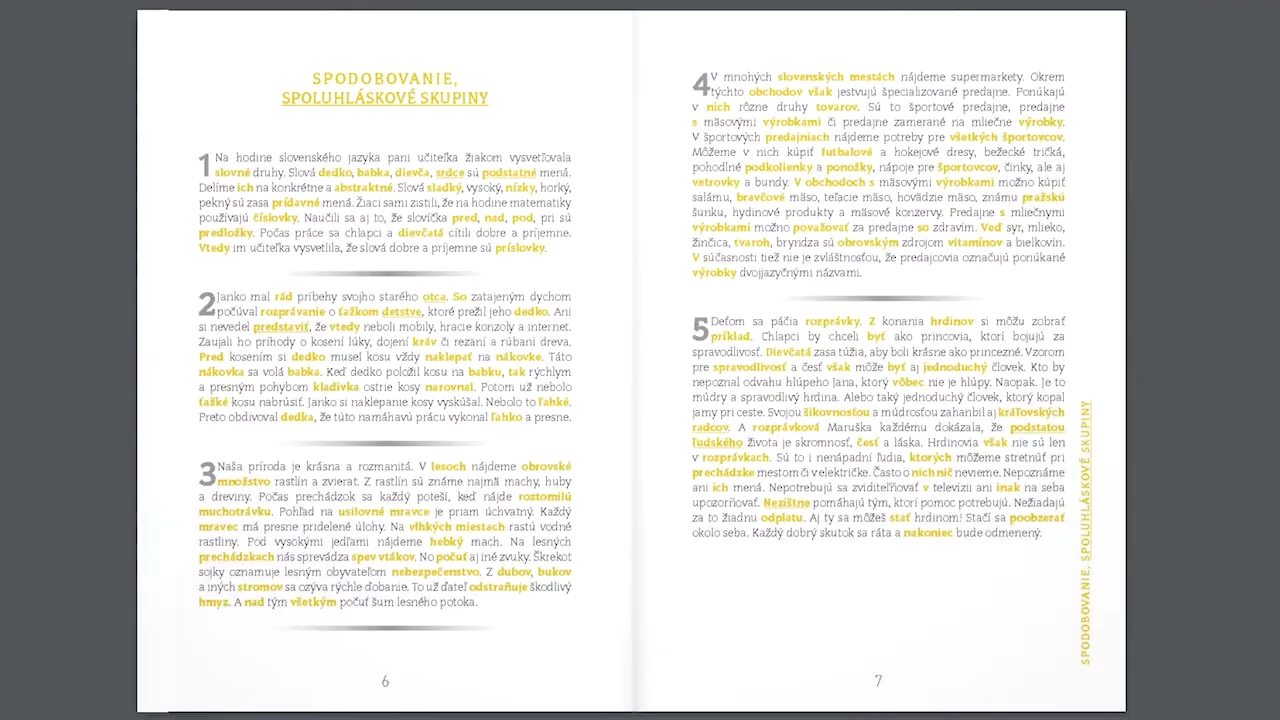 SPODOBOVANIE,
SPOLUHLÁSKOVÉ SKUPINY
1 Na hodine slovenského jazyka pani učiteľka žiakom vysvetľovala
slovné druhy. Slová dedko, babka, dievča, srdce sú podstatné mená.
Delíme ich na konkrétne a abstraktné. Slová sladký, vysoký, nízky, horký,
pekný sú zasa prídavné mená. Žiaci sami zistili, že na hodine matematiky
používajú číslovky. Naučili sa aj to, že slovička pred, nad, pod, pri sú
predložky. Počas práce sa chlapci a dievčatá cítili dobre a príjemne.
Vtedy im učiteľka vysvetlila, že slová dobre a príjemne sú príslovky.
2 Janko mal rád príbehy svojho starého otca. So zatajeným dychom
počúval rozprávanie o ťažkom detstve, ktoré prežil jeho dedko. Ani
si nevedel predstaviť, že vtedy neboli mobily, hracie konzoly a internet.
Zaujali ho príhody o kosení lúky, dojení kráv či rezaní a rúbaní dreva.
Pred kosením si dedko musel kosu vždy naklepať na nákovke. Táto
nákovka sa volá babka. Keď dedko položil kosu na babku, tak rýchlym
a presným pohybom kladivka ostrie kosy narovnal. Potom už nebolo
ťažké kosu nabrúsiť. Janko si naklepanie kosy vyskúšal. Nebolo to ľahké.
Preto obdivoval dedka, že túto namáhavú prácu vykonal ľahko a presne.
3 Naša príroda je krásna a rozmanitá. V lesoch nájdeme obrovské
množstvo rastlín a zvierat. Z rstlín sú známe najmä machy, huby
a dreviny. Počas prechádzok sa každý poteší, keď nájde roztomilú
muchotrávku. Pohľad na usilovné mravce je priam úchvatný. Každý
mravec má presne pridelené úlohy. Na vlhkých miestach rastú vodné
rastliny. Pod vysokými jedľami nájdeme hebký mach. Na lesných
prechádzkach nás sprevádza spev vtákov. No počuť aj iné zvuky. Škrekot
sojky oznamuje lesným obyvateľom nebezpečenstvo. Z dubov, bukov
a iných stromov sa ozýva rýchle ďobanie. To už ďateľ odstraňuje škodlivý
hmyz. A nad tým všetkým počuť šum lesného potoka.
6
4 V mnohých slovenských mestách nájdeme supermarkety. Okrem
týchto obchodov však jestvujú špecializované predajne. Ponúkajú
v nich rôzne druhy tovarov. Sú to športové predajne, predajne
s mäsovými výrobkami či predajne zamerané na mliečne výrobky.
V športových predajniach nájdeme potreby pre všetkých športovcov.
Môžeme v nich kúpiť futbalové a hokejové dresy, bežecké tričká,
pohodlné podkolienky a ponožky, nápoje pre športovcov, činky, ale aj
vetrovky a bundy. V obchodoch s mäsovými výrobkami možno kúpiť
salámu, bravčové mäso, teľacie mäso, hovädzie mäso, známu pražskú
šunku, hydinové produkty a mäsové konzervy. Predajne s mliečnymi
výrobkami možno považovať za predajne so zdravím. Veď syr, mlieko,
žinčica, tvaroh, bryndza sú obrovským zdrojom vitamínov a bielkovín.
V súčasnosti tiež nie je zvláštnosťou, že predajcovia označujú ponúkané
výrobky dvojjazyčnými názvami.
5 Deťom sa páčia rozprávky. Z konania hrdinov si môžu zobrať
príklad. Chlapci by chceli byť ako princovia, ktorí bojujú za
spravodlivosť. Dievčatá zasa túžia, aby boli krásne ako princezné. Vzorom
pre spravodlivosť a česť však môže byť aj jednoduchý človek. Kto by
nepoznal odvahu hlúpeho Jana, ktorý vôbec nie je hlúpy. Naopak. Je to
múdry a spravodlivý hrdina. Alebo taký jednoduchý človek, ktorý kopal
jamy pri ceste. Svojou šikovnosťou a múdrosťou zahanbil aj kráľovských
radcov. A rozprávková Maruška každému dokázala, že podstatou
ľudského života je skromnosť, česť a láska. Hrdinovia však nie sú len
v rozprávkach. Sú to i nenápadní ľudia, ktorých môžeme stretnúť pri
prechádzke mestom či v električke. Často o nich nič nevieme. Nepoznáme
ani ich mená. Nepotrebujú sa zviditeľňovať v televízii ani inak na seba
upozorňovať. Nezištne pomáhajú tým, ktorí pomoc potrebujú. Nežiadajú
za to žiadnu odplatu. Aj ty sa môžeš stať hrdinom! Stačí sa poobzerať
okolo seba. Každý dobrý skutok sa ráta a nakoniec bude odmenený.
SPODOBOVANIE, SPOLUHLÁSKOVÉ SKUPINY
7